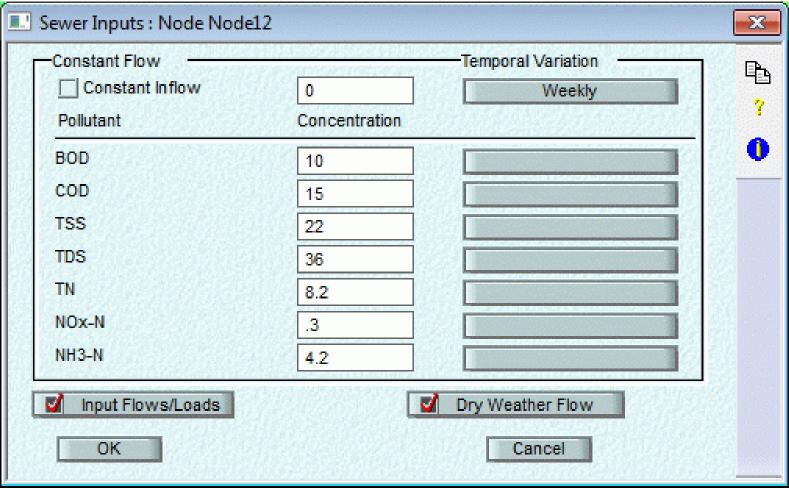 Sewer Inputs : Node Node12
Constant Flow Temporal Variation
Constant Inflow 0 Weekly
Pollutant Concentration
BOD 10
COD 15
TSS 22
TDS 36
TN 8.2
NOx-N .3
NH3-N 4.2
Input Flows/Loads Dry Weather Flow
OK Cancel